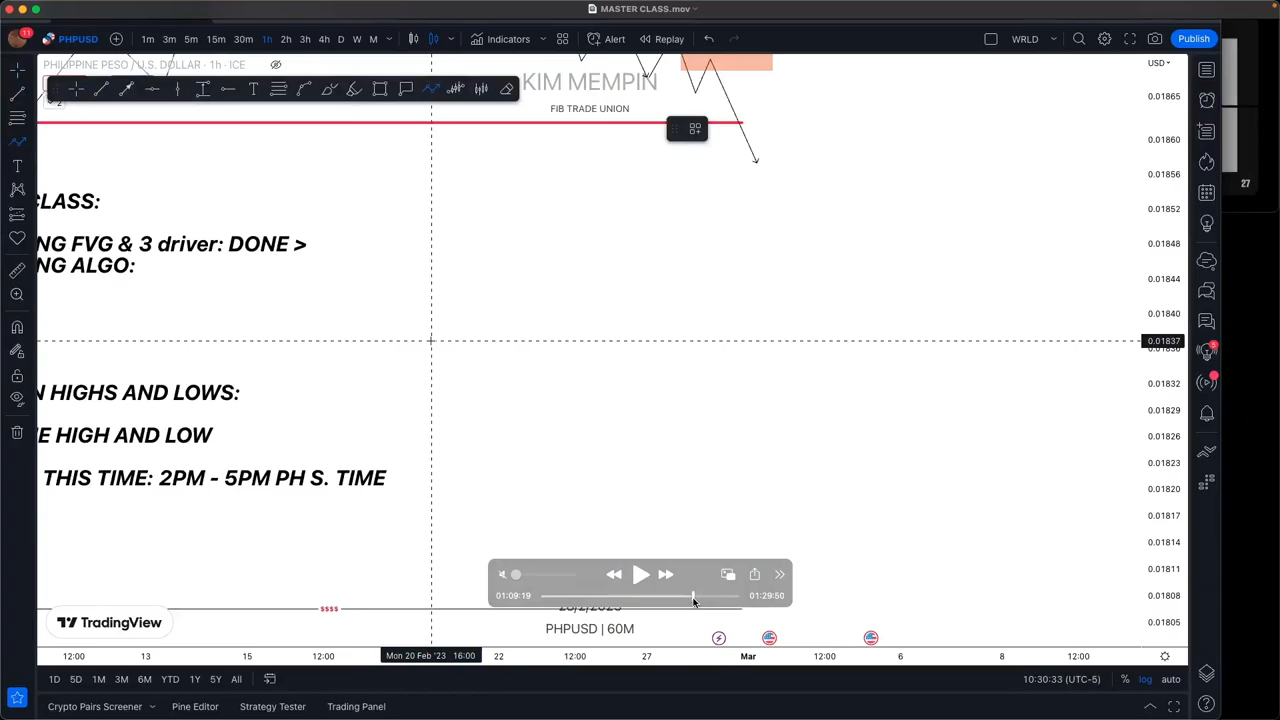 MASTER CLASS.mov
11
PHPUSD
1m 3m 5m 15m 30m 1h 2h 3h 4h D W M
Indicators
Alert
Replay
WRLD
Publish
PHILIPPINE PESO / U.S. DOLLAR · 1h · ICE
USD
2
KIM MEMPIN
FIB TRADE UNION
0.01865
0.01860
0.01856
0.01852
0.01848
0.01844
0.01840
0.01837
0.01832
0.01829
0.01826
0.01823
0.01820
0.01817
0.01814
0.01811
0.01808
0.01805
27
5
CLASS:
NG FVG & 3 driver: DONE >
NG ALGO:
N HIGHS AND LOWS:
E HIGH AND LOW
THIS TIME: 2PM - 5PM PH S. TIME
01:09:19
01:29:50
$$$$
TradingView
PHPUSD | 60M
12:00 13 15 12:00 Mon 20 Feb '23 16:00 22 12:00 27 Mar 12:00 6 8 12:00
1D 5D 1M 3M 6M YTD 1Y 5Y All
10:30:33 (UTC-5)
% log auto
Crypto Pairs Screener
Pine Editor
Strategy Tester
Trading Panel